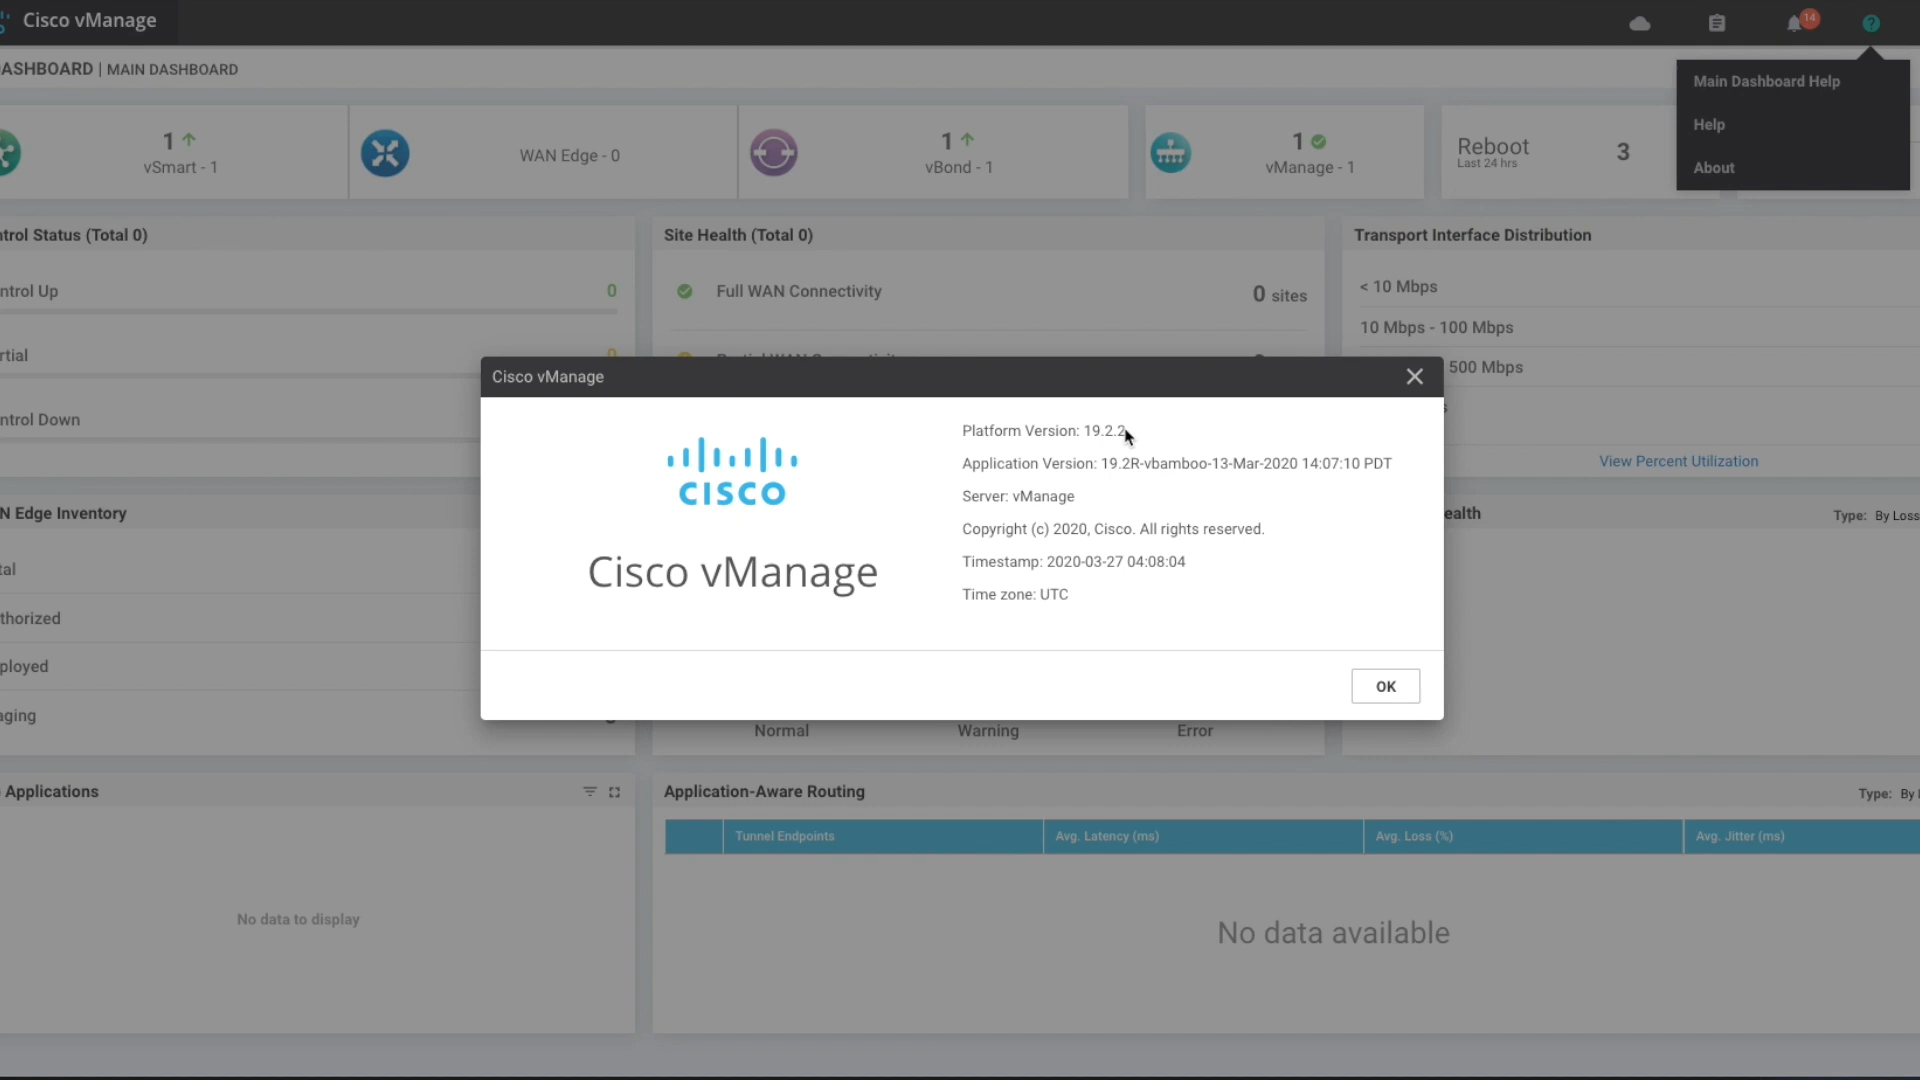 Cisco vManage
14
?
ASHBOARD | MAIN DASHBOARD
Main Dashboard Help
Help
About
1
vSmart - 1
WAN Edge - 0
1
vBond - 1
1
vManage - 1
Reboot
Last 24 hrs
3
ntrol Status (Total 0)
Site Health (Total 0)
Transport Interface Distribution
ntrol Up
0
Full WAN Connectivity
0 sites
< 10 Mbps
10 Mbps - 100 Mbps
500 Mbps
rtial
ntrol Down
View Percent Utilization
Cisco vManage
CISCO
Cisco vManage
Platform Version: 19.2.2
Application Version: 19.2R-vbamboo-13-Mar-2020 14:07:10 PDT
Server: vManage
Copyright (c) 2020, Cisco. All rights reserved.
Timestamp: 2020-03-27 04:08:04
Time zone: UTC
OK
N Edge Inventory
ealth
Type: By Loss
tal
thorized
ployed
aging
Normal
Warning
Error
Applications
Application-Aware Routing
Type: By
Tunnel Endpoints
Avg. Latency (ms)
Avg. Loss (%)
Avg. Jitter (ms)
No data to display
No data available